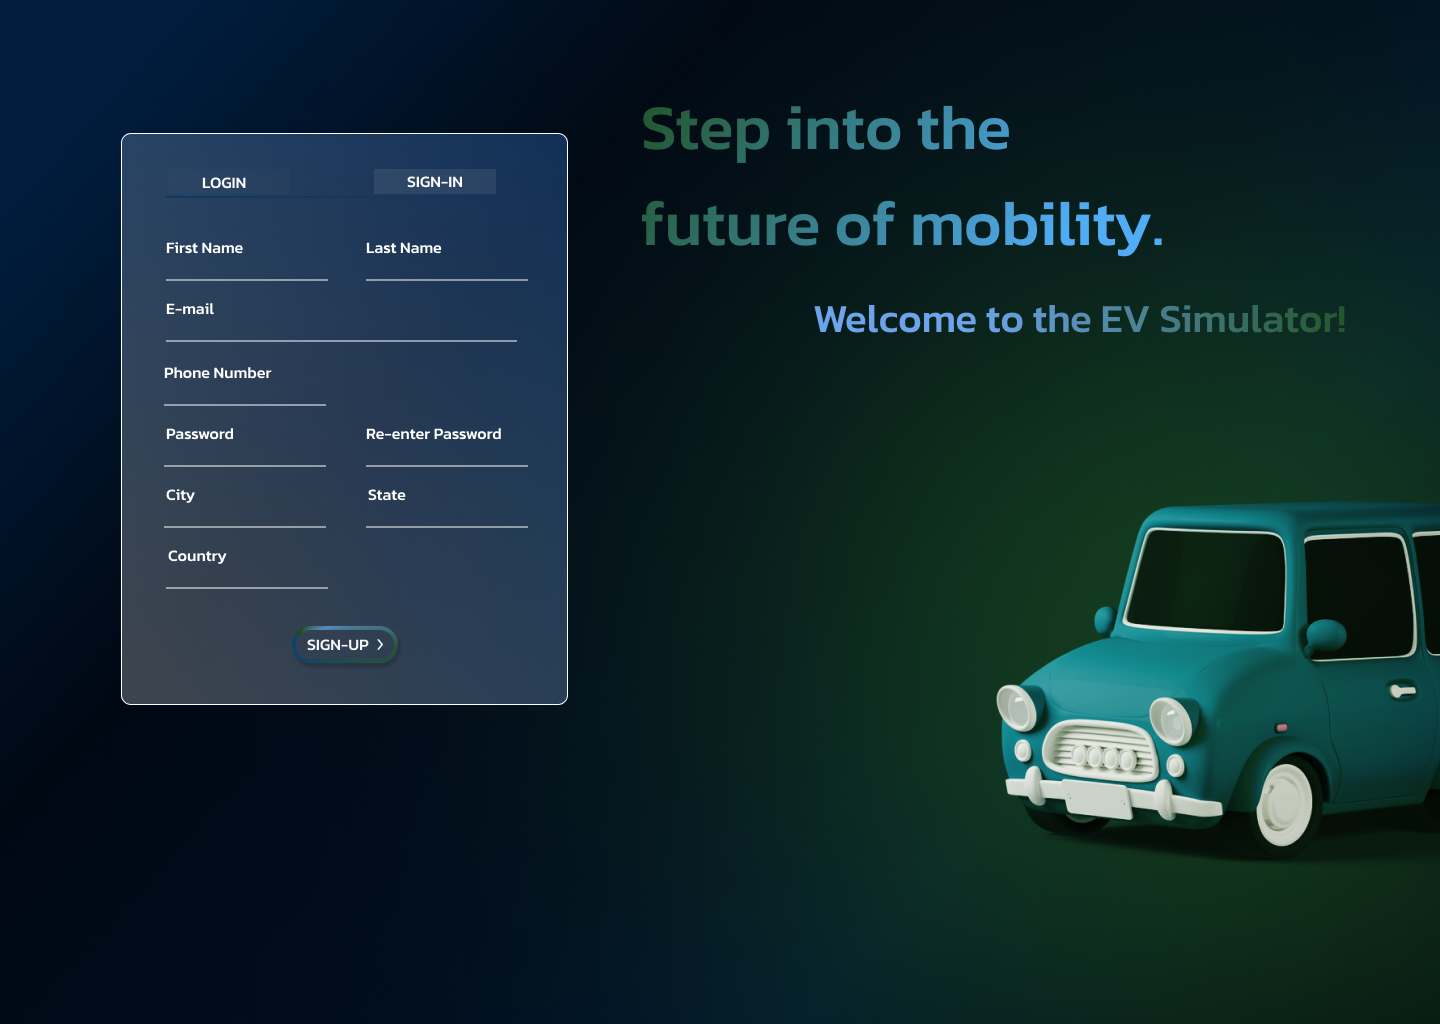 Step into the
future of mobility.
Welcome to the EV Simulator!
LOGIN
SIGN-IN
First Name
Last Name
E-mail
Phone Number
Password
Re-enter Password
City
State
Country
SIGN-UP